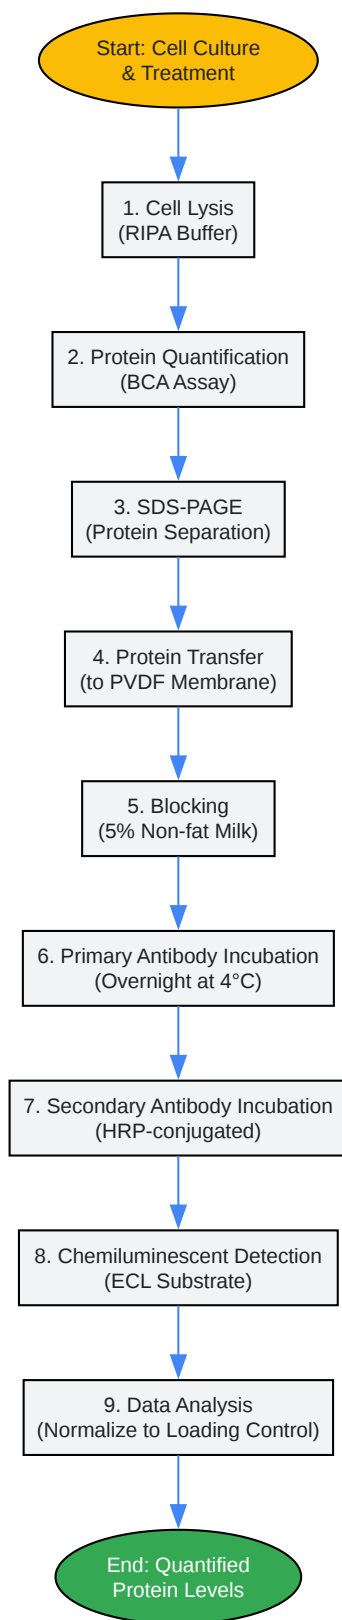 Start: Cell Culture
& Treatment
1. Cell Lysis
(RIPA Buffer)
2. Protein Quantification
(BCA Assay)
3. SDS-PAGE
(Protein Separation)
4. Protein Transfer
(to PVDF Membrane)
5. Blocking
(5% Non-fat Milk)
6. Primary Antibody Incubation
(Overnight at 4°C)
7. Secondary Antibody Incubation
(HRP-conjugated)
8. Chemiluminescent Detection
(ECL Substrate)
9. Data Analysis
(Normalize to Loading Control)
End: Quantified
Protein Levels